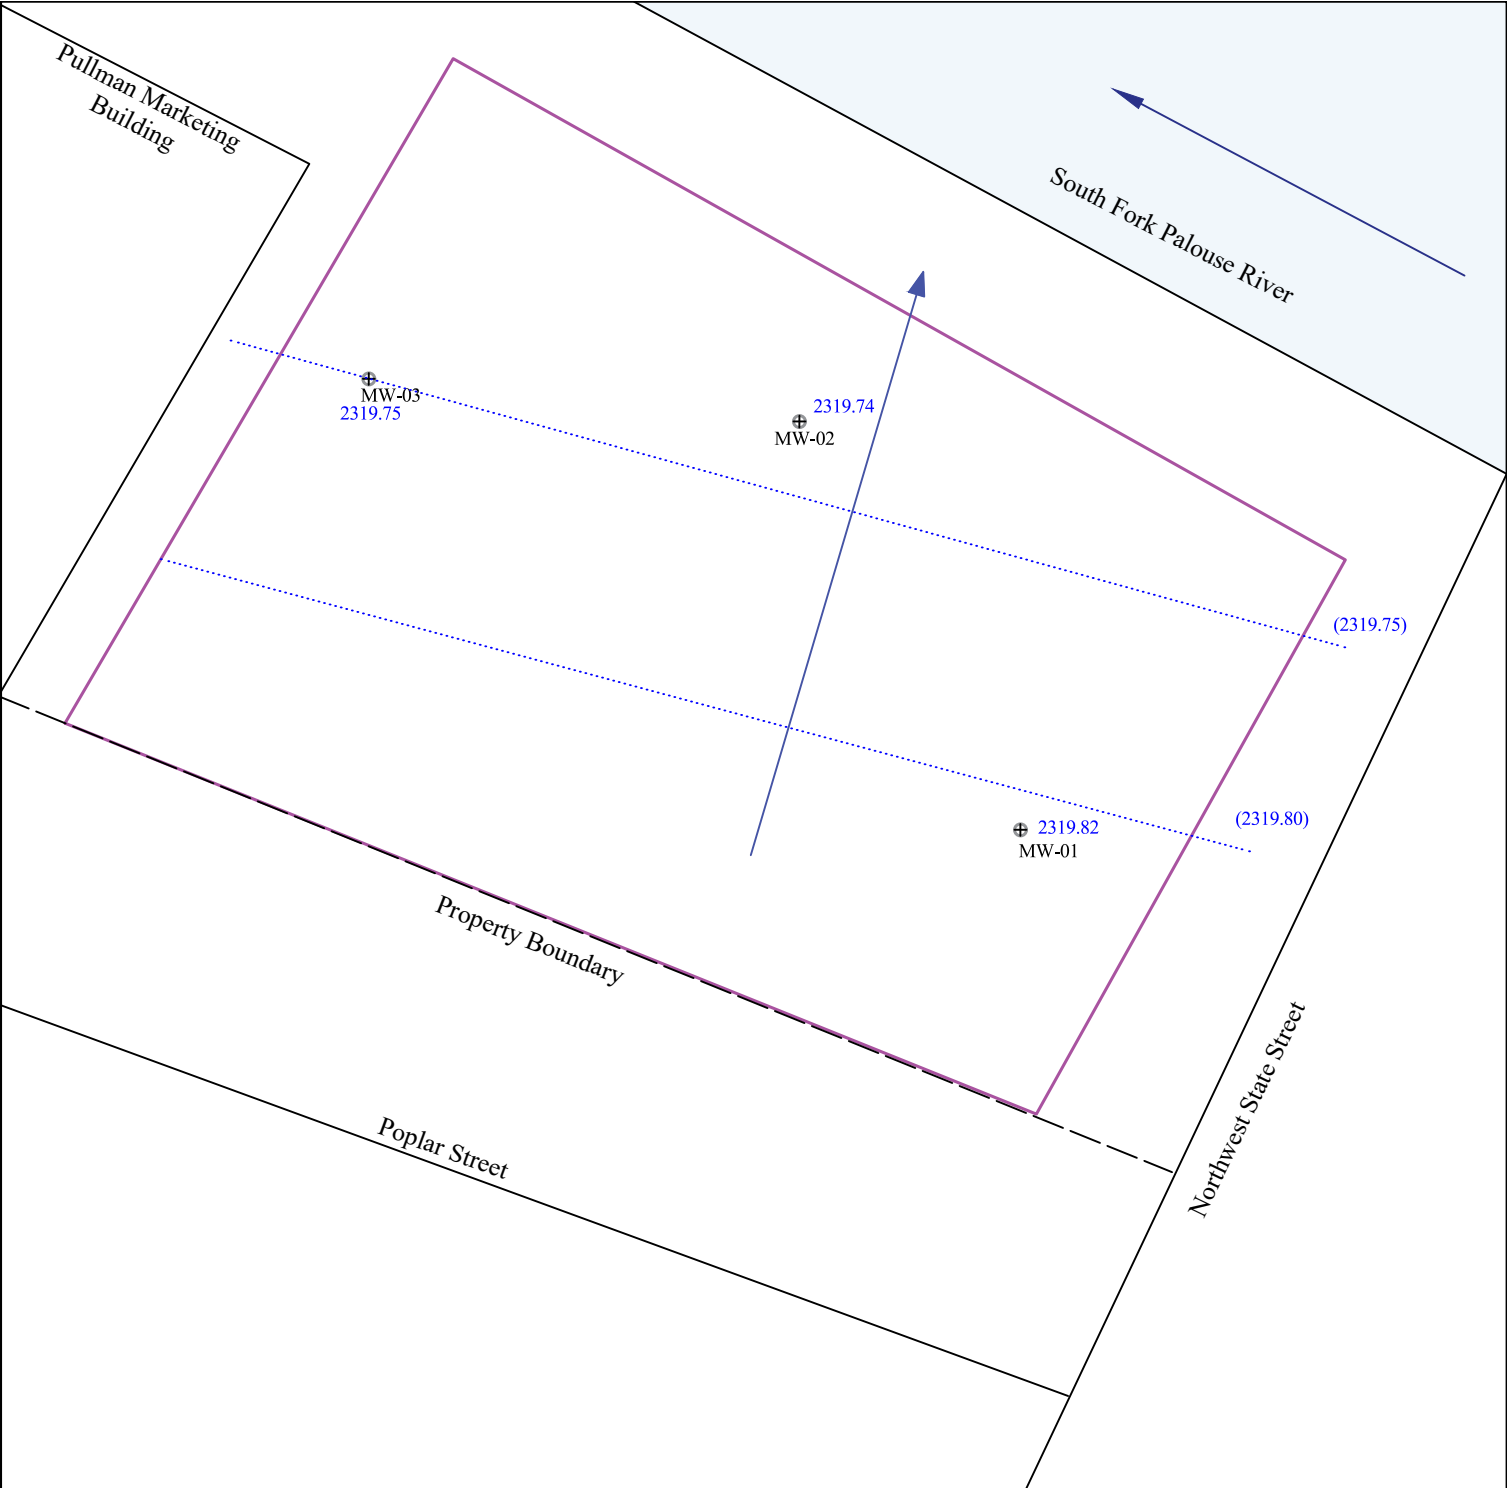 Pullman Marketing
Building
South Fork Palouse River
MW-03
2319.75
2319.74
MW-02
(2319.75)
(2319.80)
2319.82
MW-01
Property Boundary
Northwest State Street
Poplar Street